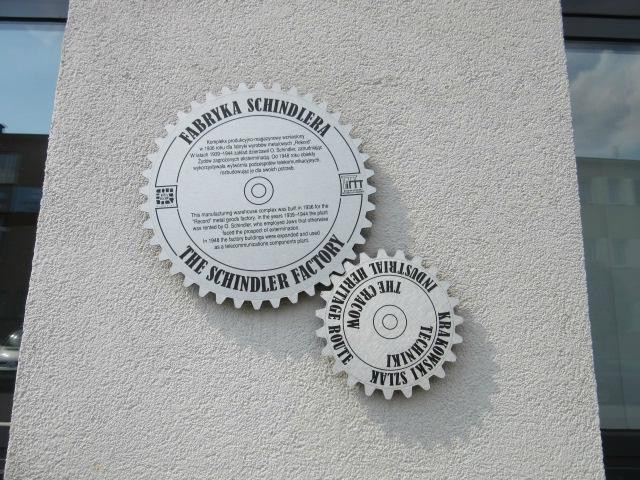 FABRYKA SCHINDLERA
Kompleks produkcyjno-magazynowy wzniesiony
w 1936 roku dla fabryki wyrobów metalowych „Rekord”.
W latach 1939–1944 zakład dzierżawił O. Schindler, zatrudniając
Żydów zagrożonych eksterminacją. Od 1948 roku obiekty
wykorzystywała wytwórnia podzespołów telekomunikacyjnych
rozbudowując je dla swoich potrzeb.
This manufacturing warehouse complex was built in 1936 for the
"Record" metal goods factory. In the years 1939–1944 the plant
was rented by O. Schindler, who employed Jews that otherwise
faced the prospect of extermination.
In 1948 the factory buildings were expanded and used
as a telecommunications components plant.
THE SCHINDLER FACTORY
KRAKOWSKI SZLAK
TECHNIKI
THE CRACOW
INDUSTRIAL HERITAGE ROUTE